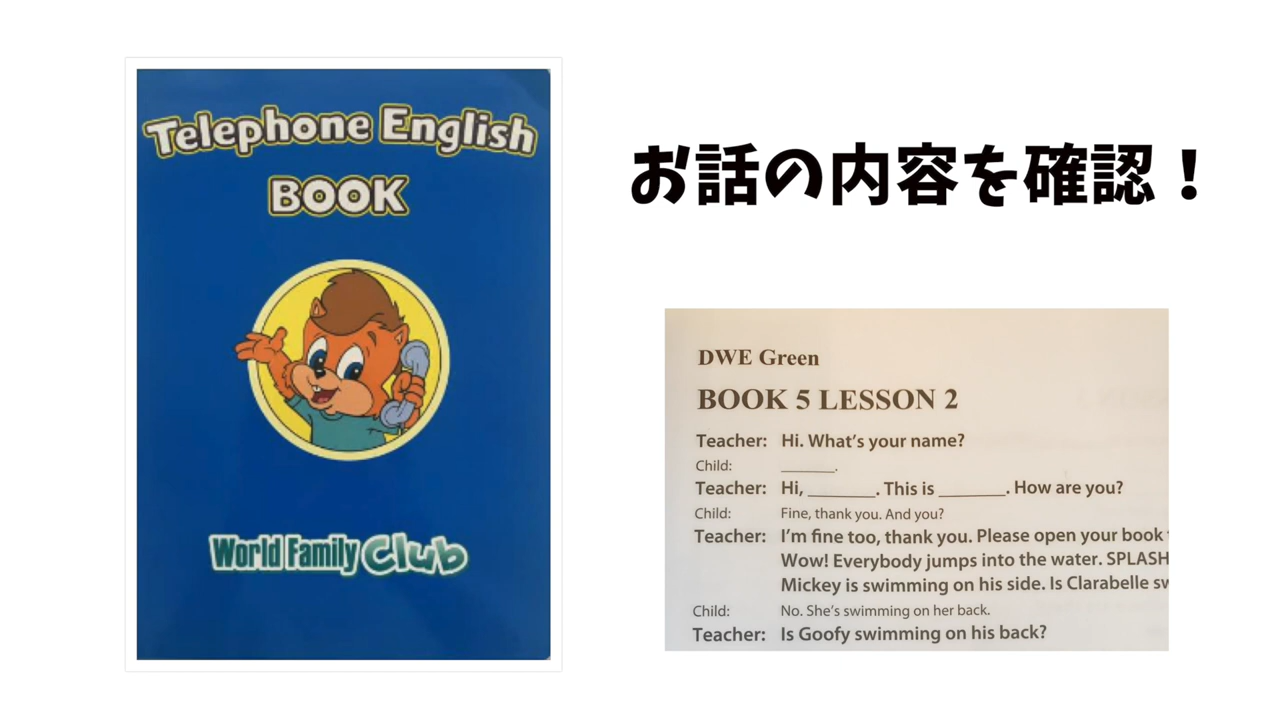 Telephone English
BOOK
World Family Club
お話の内容を確認！
DWE Green
BOOK 5 LESSON 2
Teacher: Hi. What's your name?
Child: ______.
Teacher: Hi, ______. This is ______. How are you?
Child: Fine, thank you. And you?
Teacher: I'm fine too, thank you. Please open your book
Wow! Everybody jumps into the water. SPLASH
Mickey is swimming on his side. Is Clarabelle sw
Child: No. She's swimming on her back.
Teacher: Is Goofy swimming on his back?